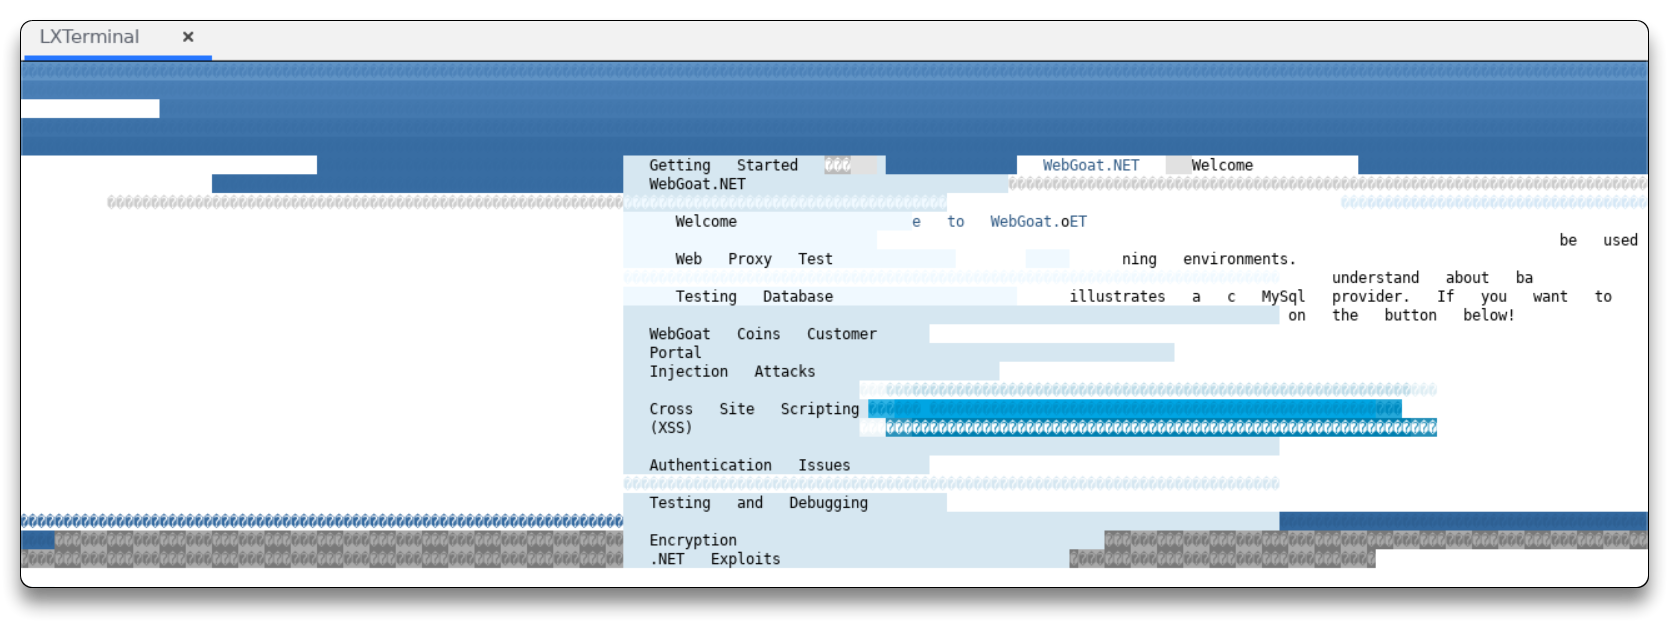 LXTerminal ×
Getting Started WebGoat.NET Welcome
WebGoat.NET
Welcome e to WebGoat.oET
be used
Web Proxy Test ning environments.
understand about ba
Testing Database illustrates a c MySql provider. If you want to
on the button below!
WebGoat Coins Customer
Portal
Injection Attacks
Cross Site Scripting
(XSS)
Authentication Issues
Testing and Debugging
Encryption
.NET Exploits